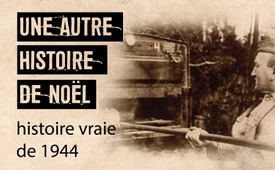 UNE AUTRE
HISTOIRE
DE NOËL
histoire vraie
de 1944